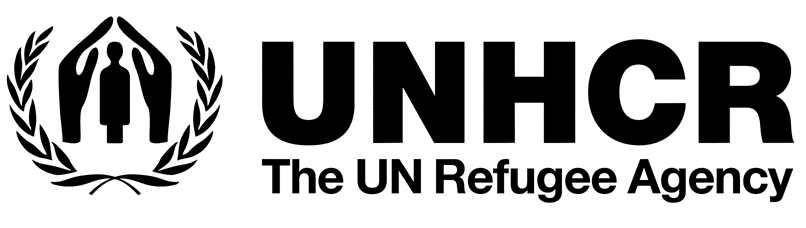 UNHCR
The UN Refugee Agency